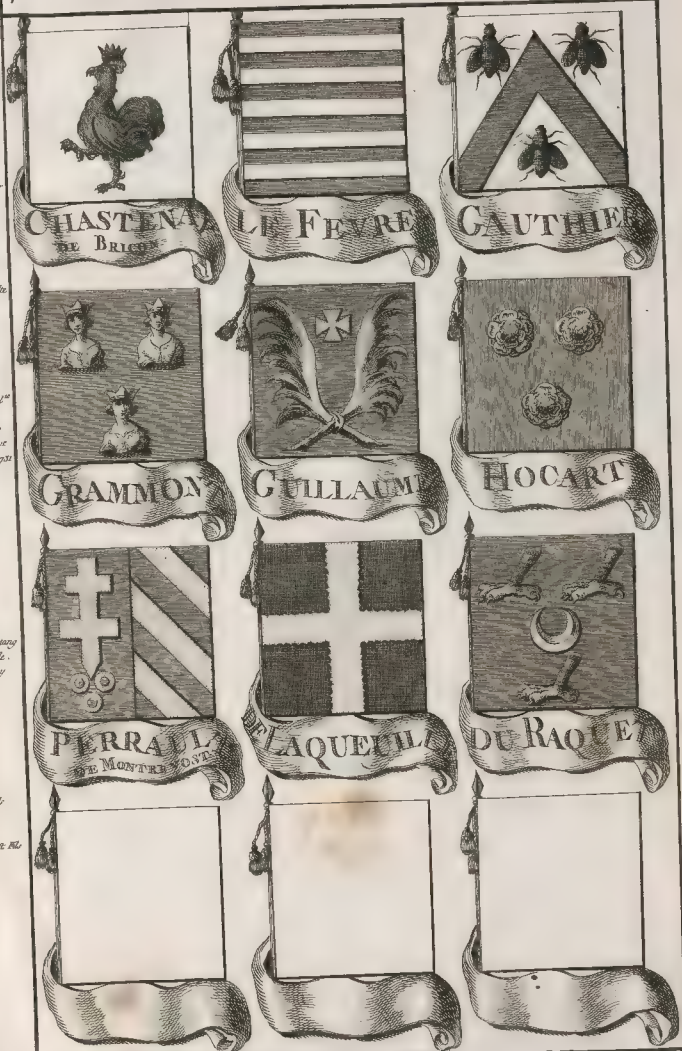 CHASTENAY
DE BRICON
LE FEVRE
GAUTHIER
GRAMMONT
GUILLAUME
HOCART
PERRAULT
DE MONTREVOST
DE LAQUEUILLE
DU RAQUET